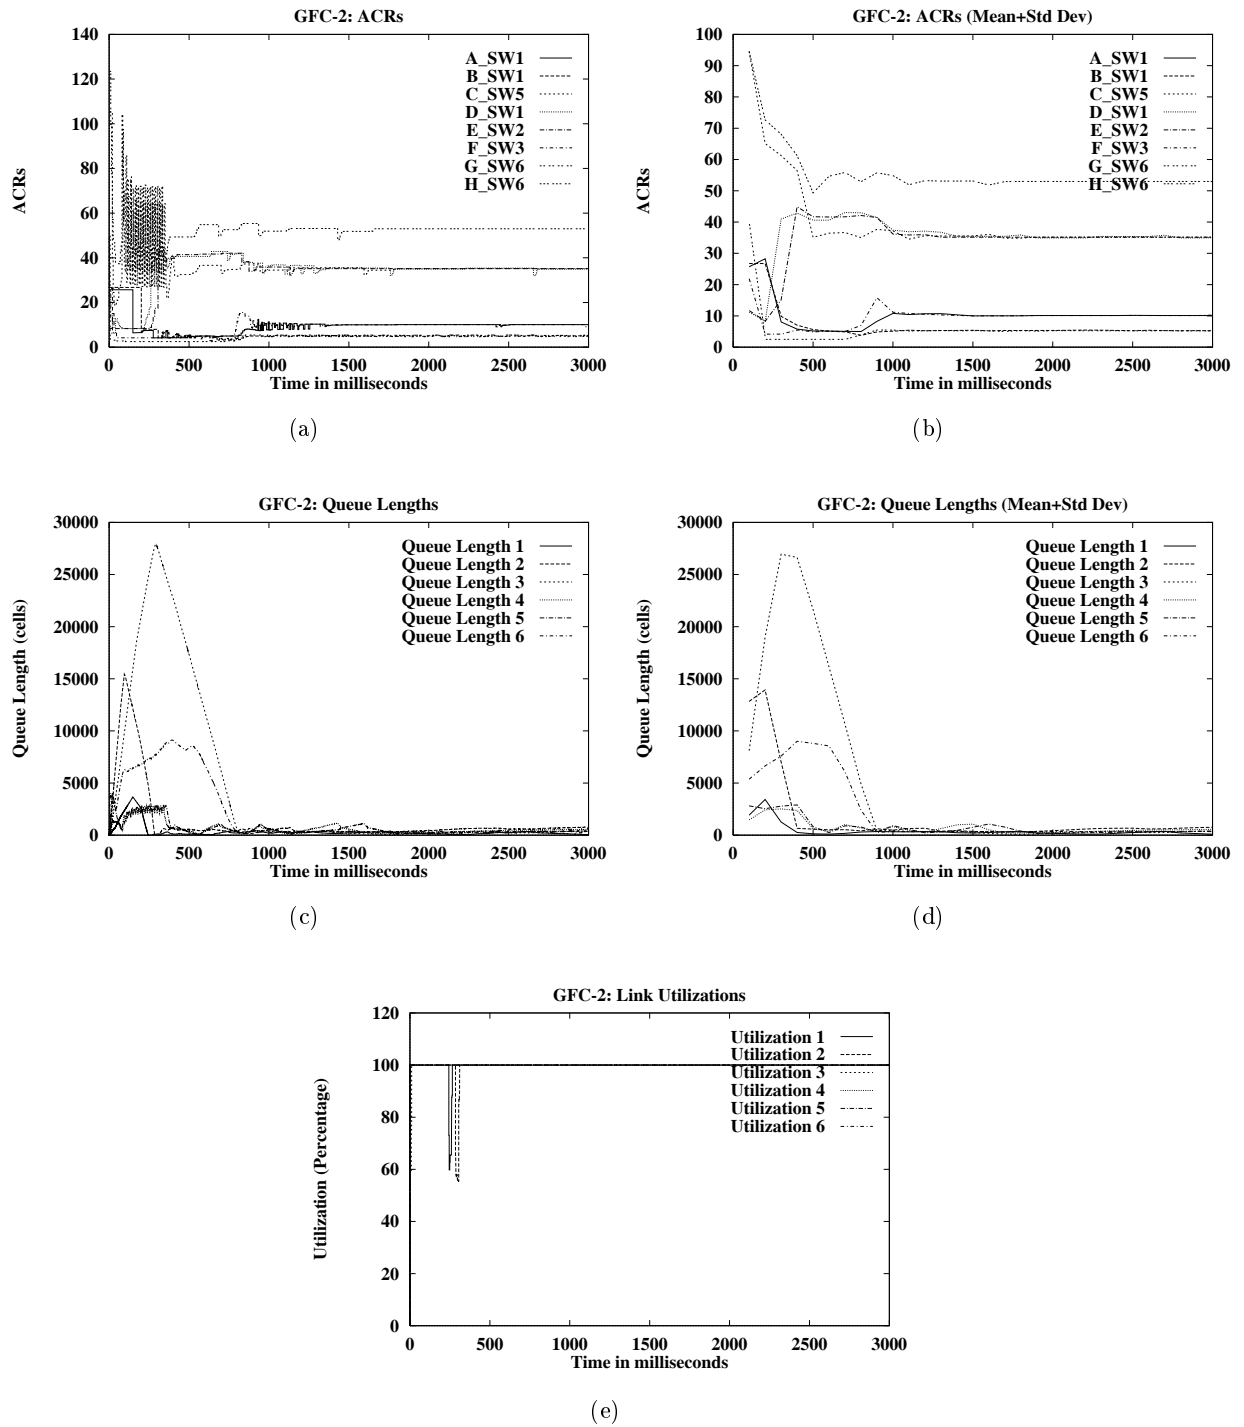 GFC-2: ACRs
140
120
100
80
60
40
20
0
ACRs
A_SW1
B_SW1
C_SW5
D_SW1
E_SW2
F_SW3
G_SW6
H_SW6
0 500 1000 1500 2000 2500 3000
Time in milliseconds
(a)
GFC-2: ACRs (Mean+Std Dev)
100
90
80
70
60
50
40
30
20
10
0
ACRs
A_SW1
B_SW1
C_SW5
D_SW1
E_SW2
F_SW3
G_SW6
H_SW6
0 500 1000 1500 2000 2500 3000
Time in milliseconds
(b)
GFC-2: Queue Lengths
30000
25000
20000
15000
10000
5000
0
Queue Length (cells)
Queue Length 1
Queue Length 2
Queue Length 3
Queue Length 4
Queue Length 5
Queue Length 6
0 500 1000 1500 2000 2500 3000
Time in milliseconds
(c)
GFC-2: Queue Lengths (Mean+Std Dev)
30000
25000
20000
15000
10000
5000
0
Queue Length (cells)
Queue Length 1
Queue Length 2
Queue Length 3
Queue Length 4
Queue Length 5
Queue Length 6
0 500 1000 1500 2000 2500 3000
Time in milliseconds
(d)
GFC-2: Link Utilizations
120
100
80
60
40
20
0
Utilization (Percentage)
Utilization 1
Utilization 2
Utilization 3
Utilization 4
Utilization 5
Utilization 6
0 500 1000 1500 2000 2500 3000
Time in milliseconds
(e)